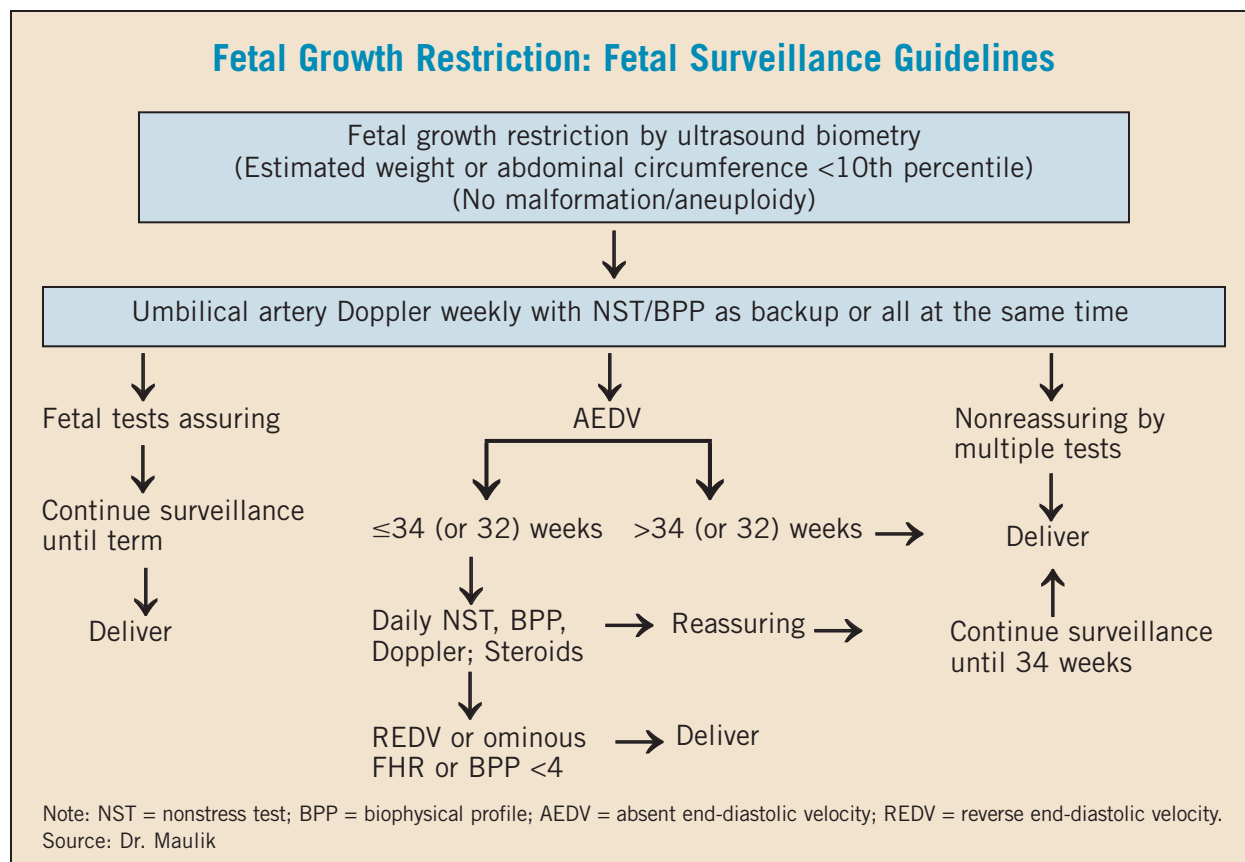 Fetal Growth Restriction: Fetal Surveillance Guidelines
Fetal growth restriction by ultrasound biometry
(Estimated weight or abdominal circumference <10th percentile)
(No malformation/aneuploidy)
Umbilical artery Doppler weekly with NST/BPP as backup or all at the same time
Fetal tests assuring
Continue surveillance
until term
Deliver
AEDV
≤34 (or 32) weeks
>34 (or 32) weeks
Daily NST, BPP,
Doppler; Steroids
Reassuring
REDV or ominous
FHR or BPP <4
Deliver
Nonreassuring by
multiple tests
Deliver
Continue surveillance
until 34 weeks
Note: NST = nonstress test; BPP = biophysical profile; AEDV = absent end-diastolic velocity; REDV = reverse end-diastolic velocity.
Source: Dr. Maulik